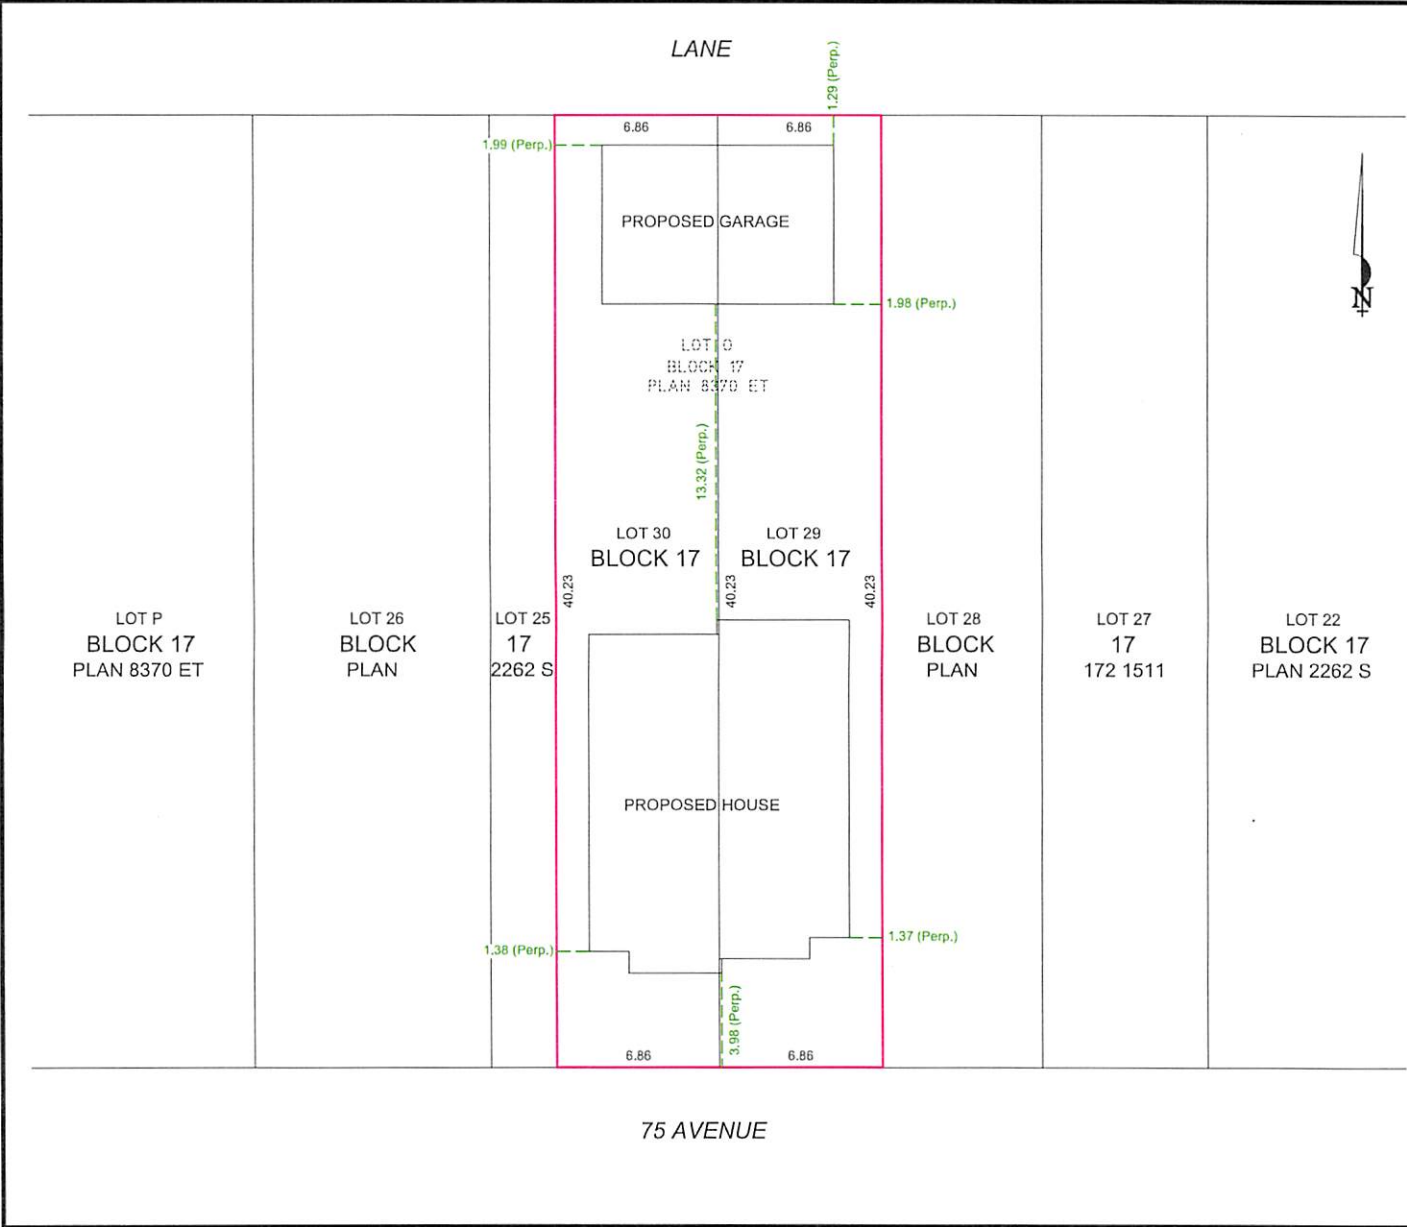 LANE
1.29 (Perp.)
6.86
6.86
1.99 (Perp.)
PROPOSED GARAGE
1.98 (Perp.)
N
LOT O
BLOCK 17
PLAN 8370 ET
13.32 (Perp.)
LOT 30
BLOCK 17
LOT 29
BLOCK 17
40.23
40.23
40.23
LOT P
BLOCK 17
PLAN 8370 ET
LOT 26
BLOCK
PLAN
LOT 25
17
2262 S
LOT 28
BLOCK
PLAN
LOT 27
17
172 1511
LOT 22
BLOCK 17
PLAN 2262 S
PROPOSED HOUSE
1.38 (Perp.)
1.37 (Perp.)
3.98 (Perp.)
6.86
6.86
75 AVENUE